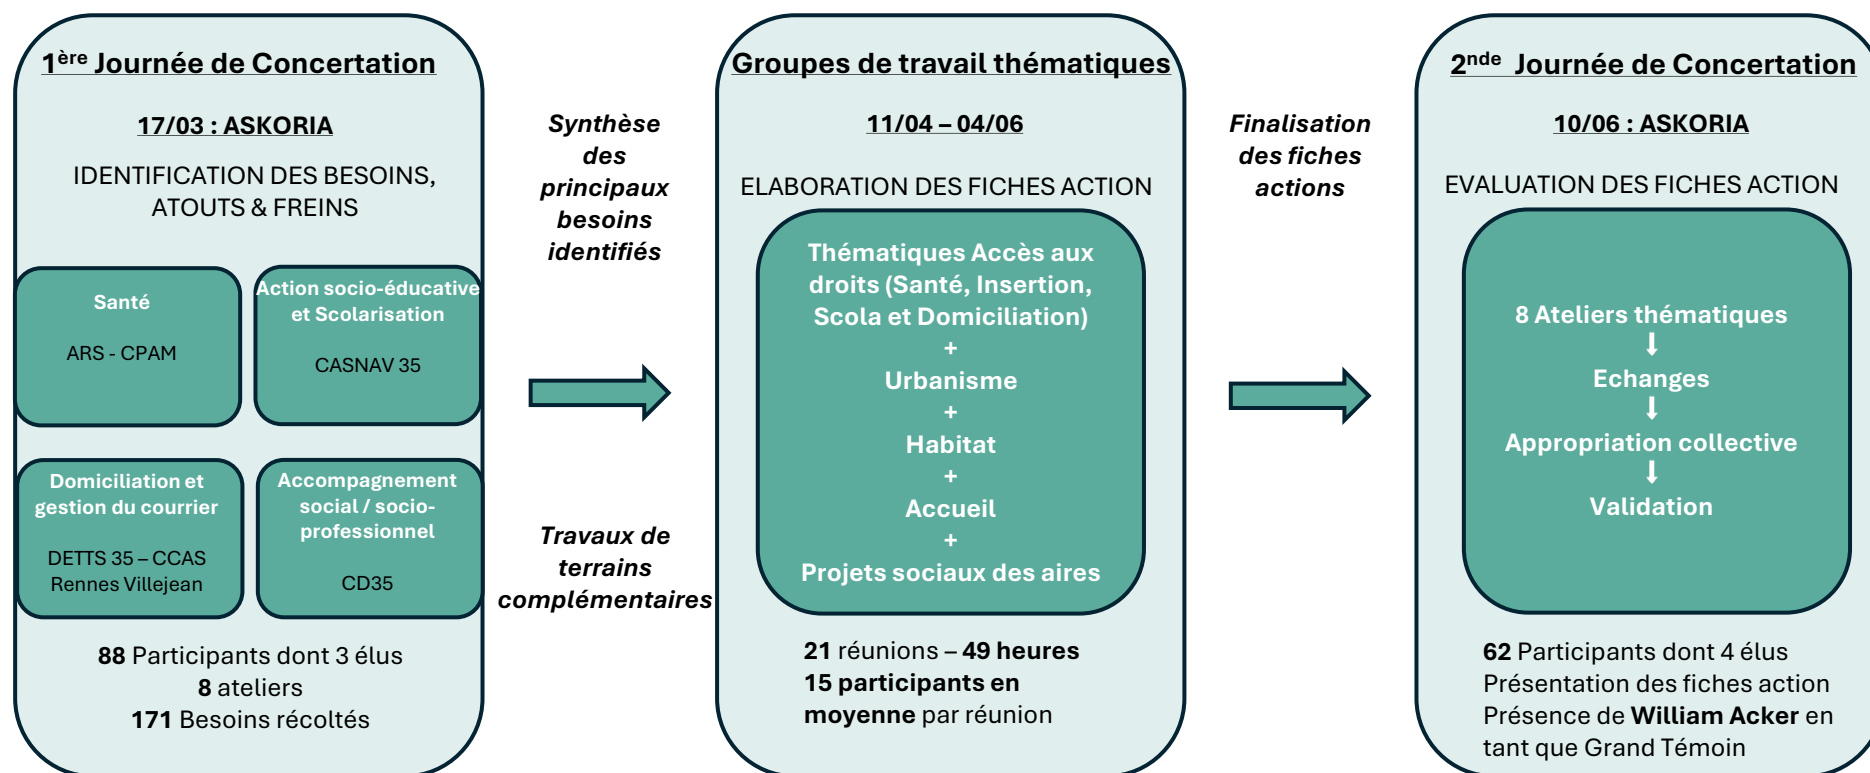 1ère Journée de Concertation
17/03 : ASKORIA
IDENTIFICATION DES BESOINS,
ATOUTS & FREINS
Santé
ARS - CPAM
Action socio-éducative
et Scolarisation
CASNAV 35
Domiciliation et
gestion du courrier
DETTS 35 – CCAS
Rennes Villejean
Accompagnement
social / socio-
professionnel
CD35
88 Participants dont 3 élus
8 ateliers
171 Besoins récoltés
Synthèse
des
principaux
besoins
identifiés
Travaux de
terrains
complémentaires
Groupes de travail thématiques
11/04 – 04/06
ELABORATION DES FICHES ACTION
Thématiques Accès aux
droits (Santé, Insertion,
Scola et Domiciliation)
+
Urbanisme
+
Habitat
+
Accueil
+
Projets sociaux des aires
21 réunions – 49 heures
15 participants en
moyenne par réunion
Finalisation
des fiches
actions
2nde Journée de Concertation
10/06 : ASKORIA
EVALUATION DES FICHES ACTION
8 Ateliers thématiques
Echanges
Appropriation collective
Validation
62 Participants dont 4 élus
Présentation des fiches action
Présence de William Acker en
tant que Grand Témoin